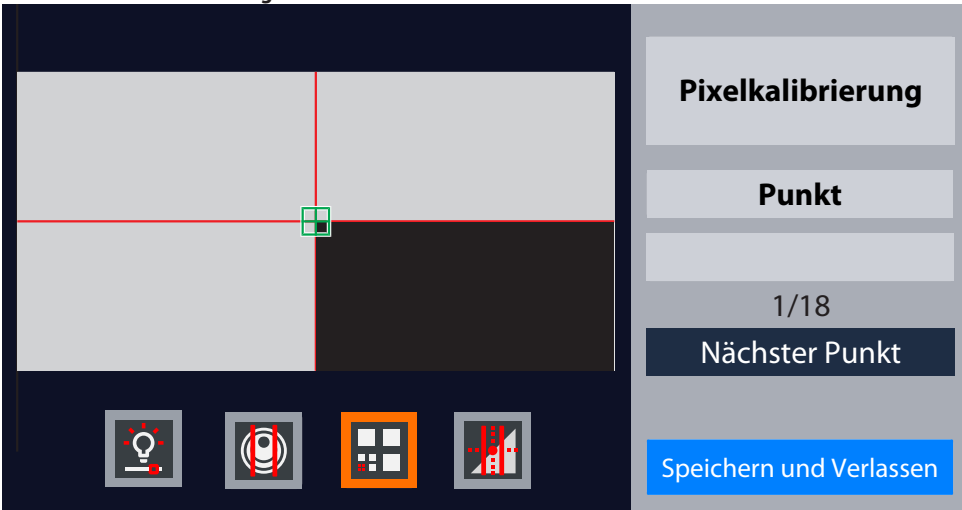 Pixelkalibrierung
Punkt
1/18
Nächster Punkt
Speichern und Verlassen